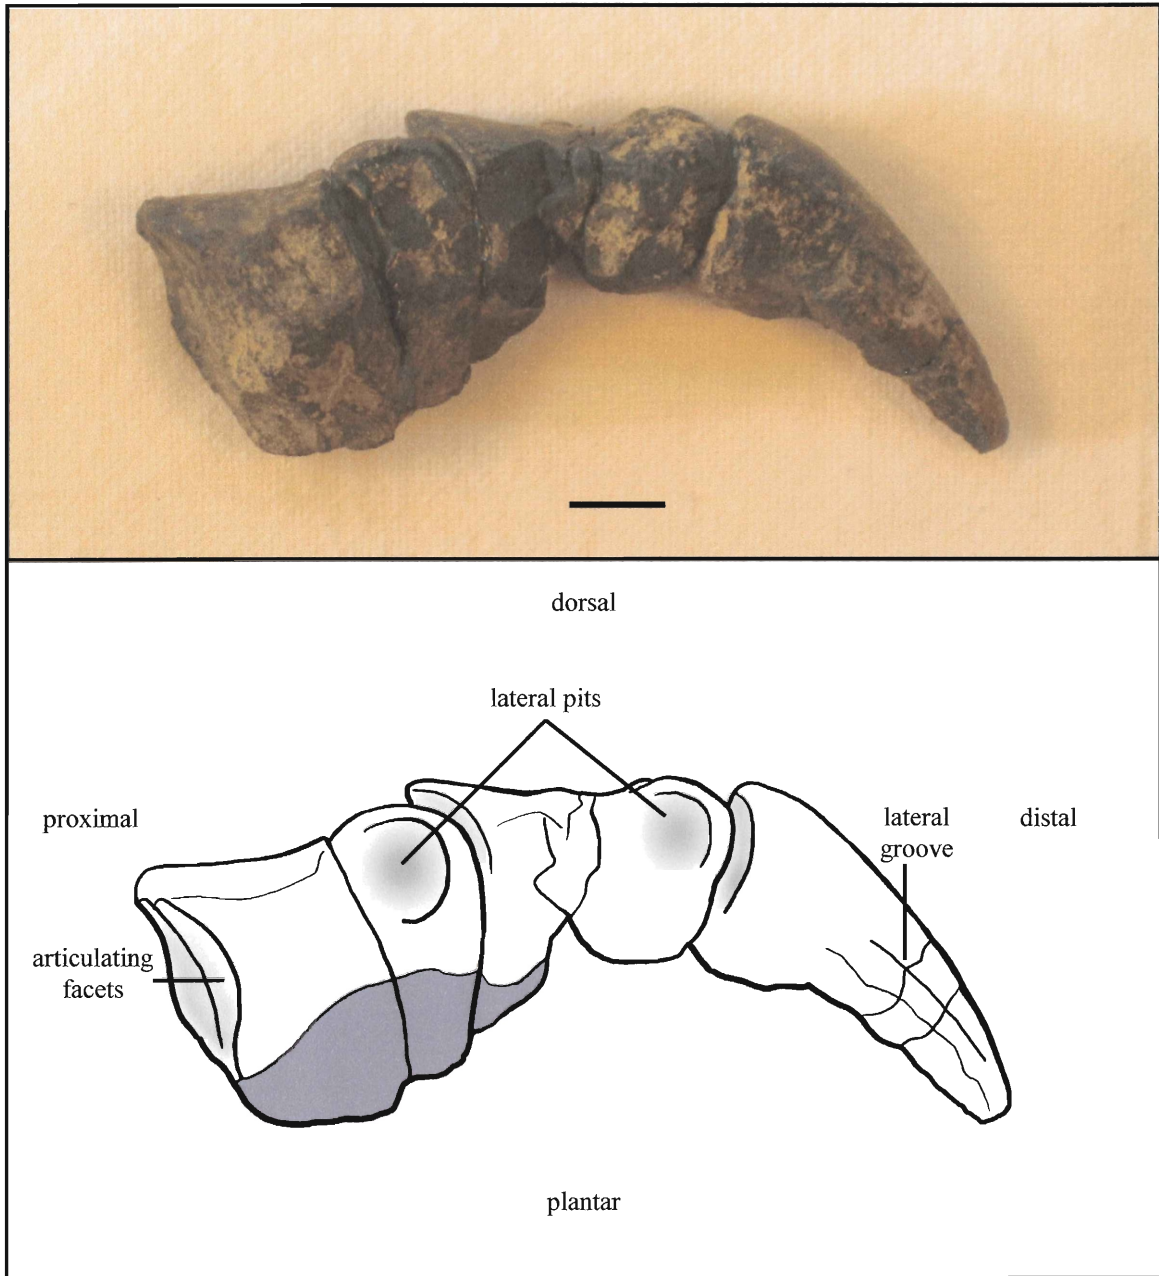 dorsal
lateral pits
proximal
lateral
groove
distal
articulating
facets
plantar